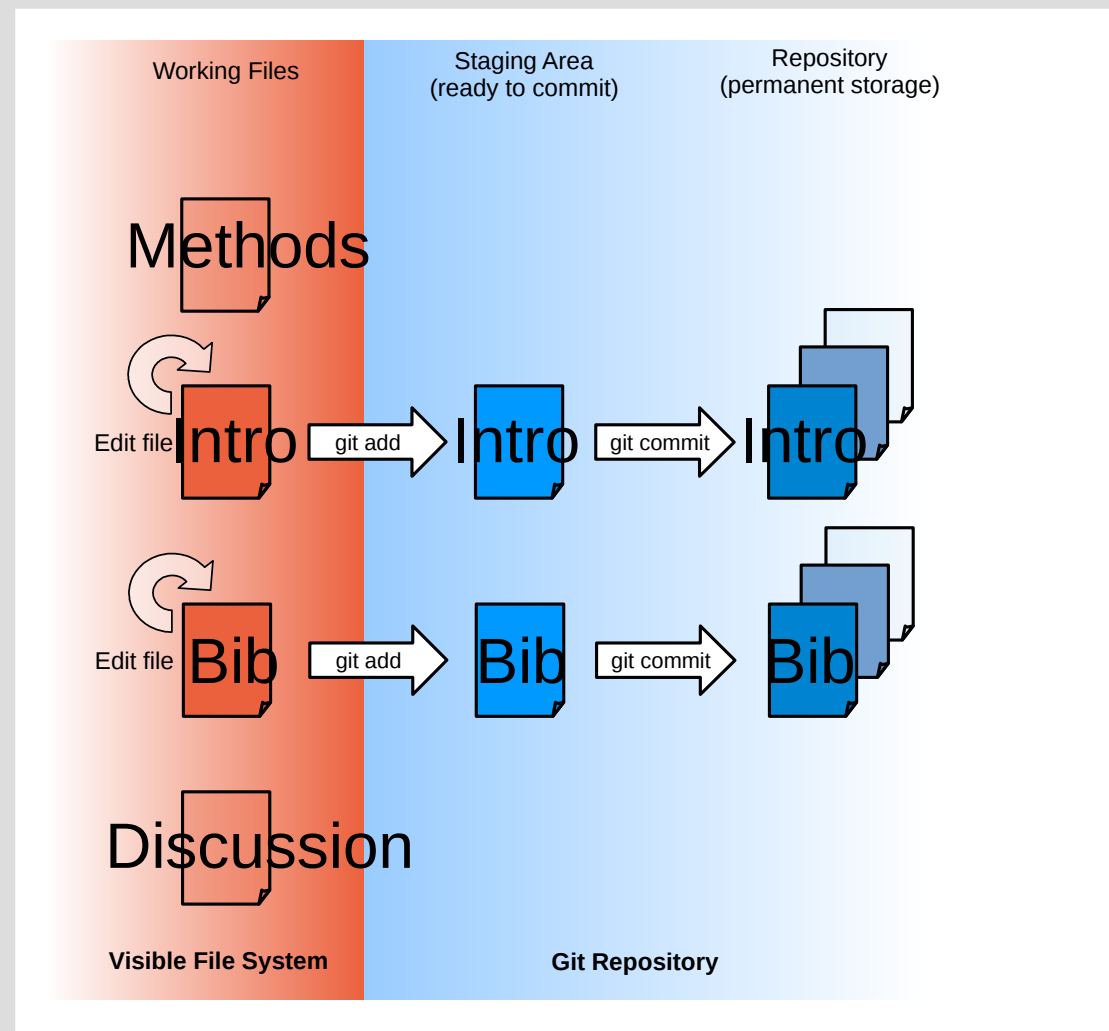 Working Files
Staging Area
(ready to commit)
Repository
(permanent storage)
Methods
Edit file
Intro
git add
Intro
git commit
Intro
Edit file
Bib
git add
Bib
git commit
Bib
Discussion
Visible File System
Git Repository